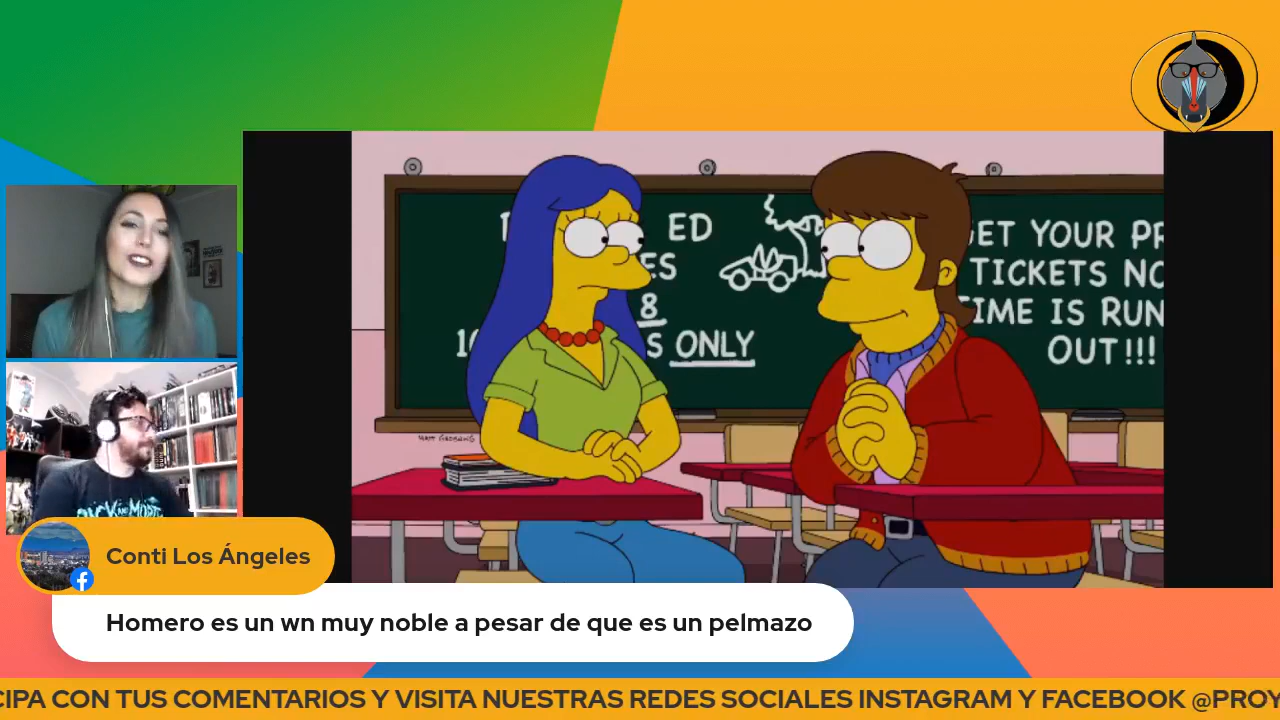 ED
8
ONLY
GET YOUR PR
TICKETS NO
TIME IS RUN
OUT!!!
MATT GROENING
Conti Los Ángeles
Homero es un wn muy noble a pesar de que es un pelmazo
CIPA CON TUS COMENTARIOS Y VISITA NUESTRAS REDES SOCIALES INSTAGRAM Y FACEBOOK @PROY